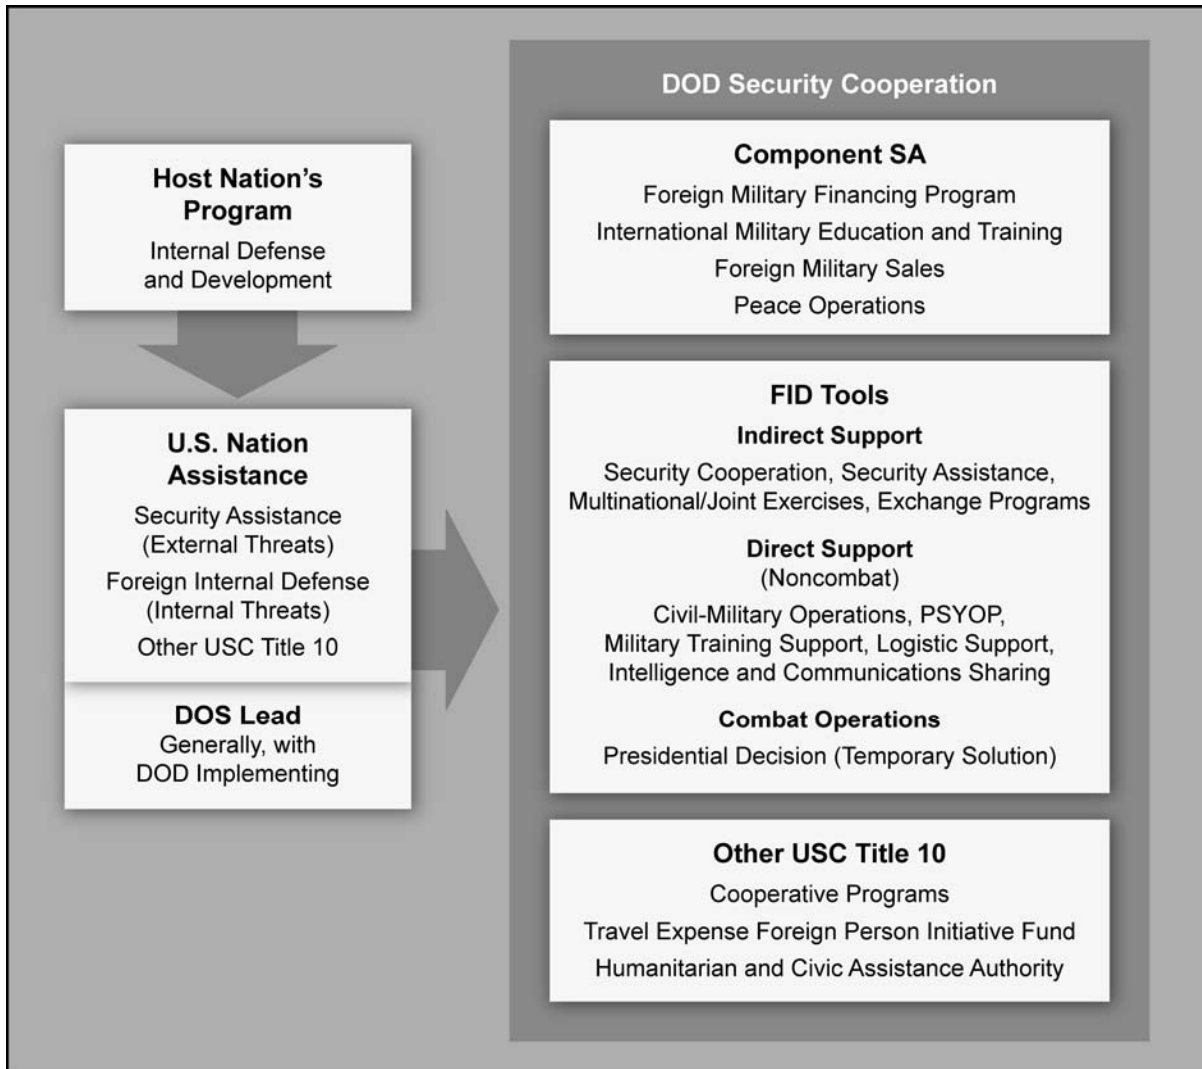 Host Nation's
Program
Internal Defense
and Development
U.S. Nation
Assistance
Security Assistance
(External Threats)
Foreign Internal Defense
(Internal Threats)
Other USC Title 10
DOS Lead
Generally, with
DOD Implementing
DOD Security Cooperation
Component SA
Foreign Military Financing Program
International Military Education and Training
Foreign Military Sales
Peace Operations
FID Tools
Indirect Support
Security Cooperation, Security Assistance,
Multinational/Joint Exercises, Exchange Programs
Direct Support
(Noncombat)
Civil-Military Operations, PSYOP,
Military Training Support, Logistic Support,
Intelligence and Communications Sharing
Combat Operations
Presidential Decision (Temporary Solution)
Other USC Title 10
Cooperative Programs
Travel Expense Foreign Person Initiative Fund
Humanitarian and Civic Assistance Authority